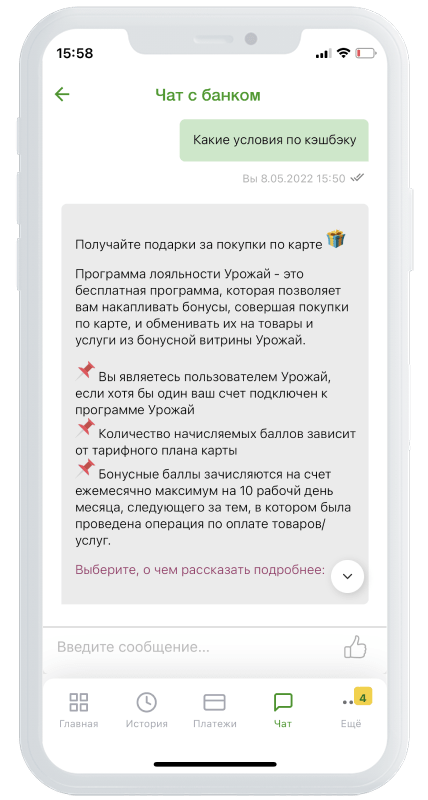 15:58
Чат с банком
Какие условия по кэшбэку
Вы 8.05.2022 15:50
Получайте подарки за покупки по карте
Программа лояльности Урожай - это
бесплатная программа, которая позволяет
вам накапливать бонусы, совершая покупки
по карте, и обменивать их на товары и
услуги из бонусной витрины Урожай.
Вы являетесь пользователем Урожай,
если хотя бы один ваш счет подключен к
программе Урожай
Количество начисляемых баллов зависит
от тарифного плана карты
Бонусные баллы зачисляются на счет
ежемесячно максимум на 10 рабочй день
месяца, следующего за тем, в котором была
проведена операция по оплате товаров/
услуг.
Выберите, о чем рассказать подробнее:
Введите сообщение...
4
Главная История Платежи Чат Ещё